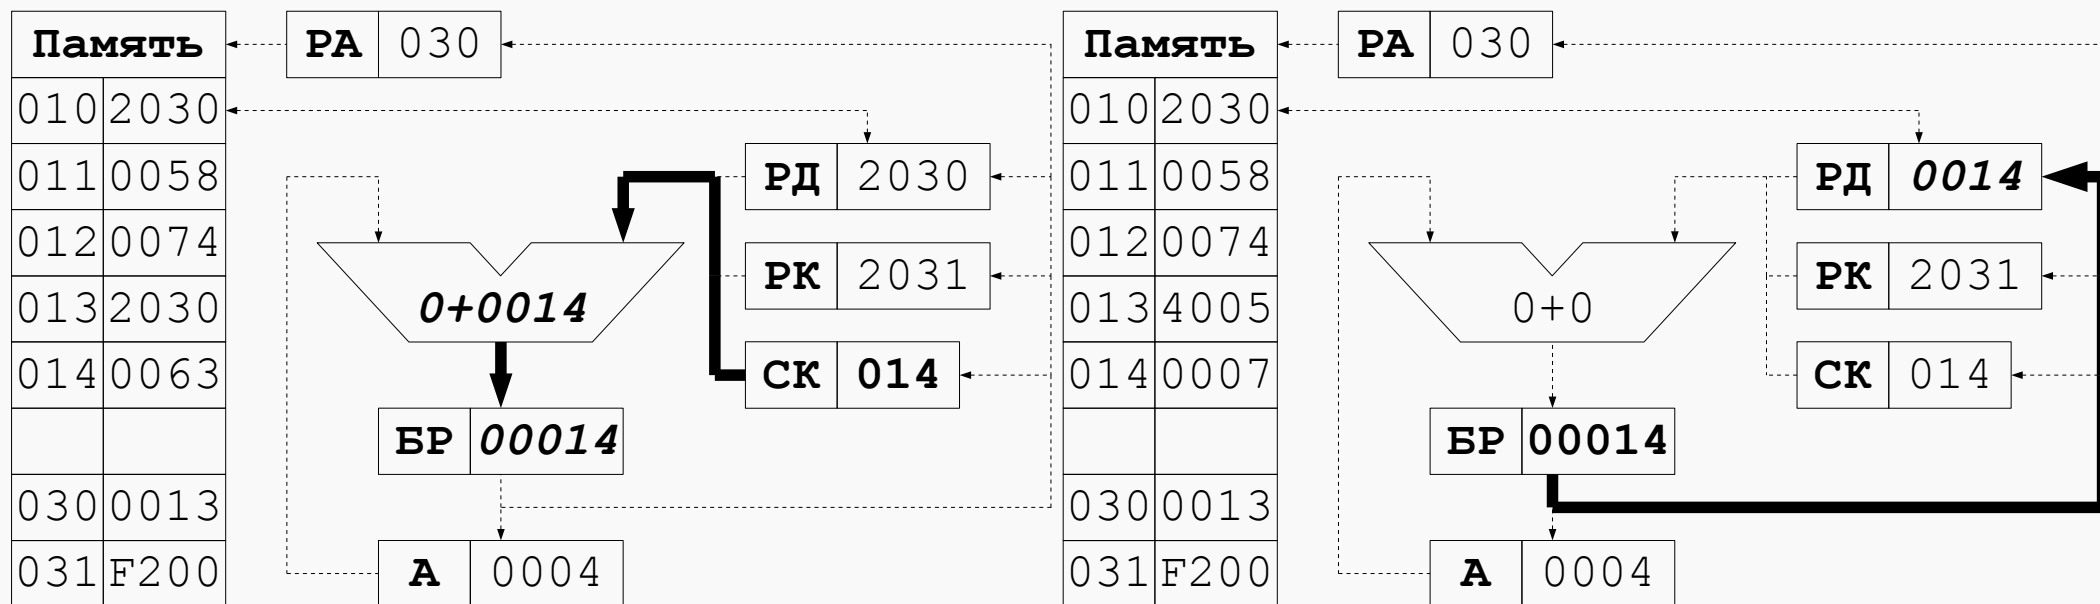 Память РА 030 Память РА 030
010 2030 010 2030
011 0058 РД 2030 011 0058 РД 0014
012 0074 012 0074
РК 2031 РК 2031
013 2030 0+0014 013 4005 0+0
014 0063 СК 014 014 0007 СК 014
БР 00014 БР 00014
030 0013 030 0013
031 F200 А 0004 031 F200 А 0004